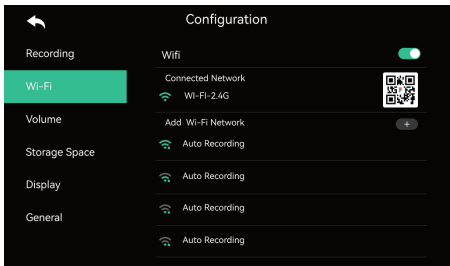 Configuration
Recording
Wi-Fi
Volume
Storage Space
Display
General
Wifi
Connected Network
WI-FI-2.4G
Add Wi-Fi Network
+
Auto Recording
Auto Recording
Auto Recording
Auto Recording